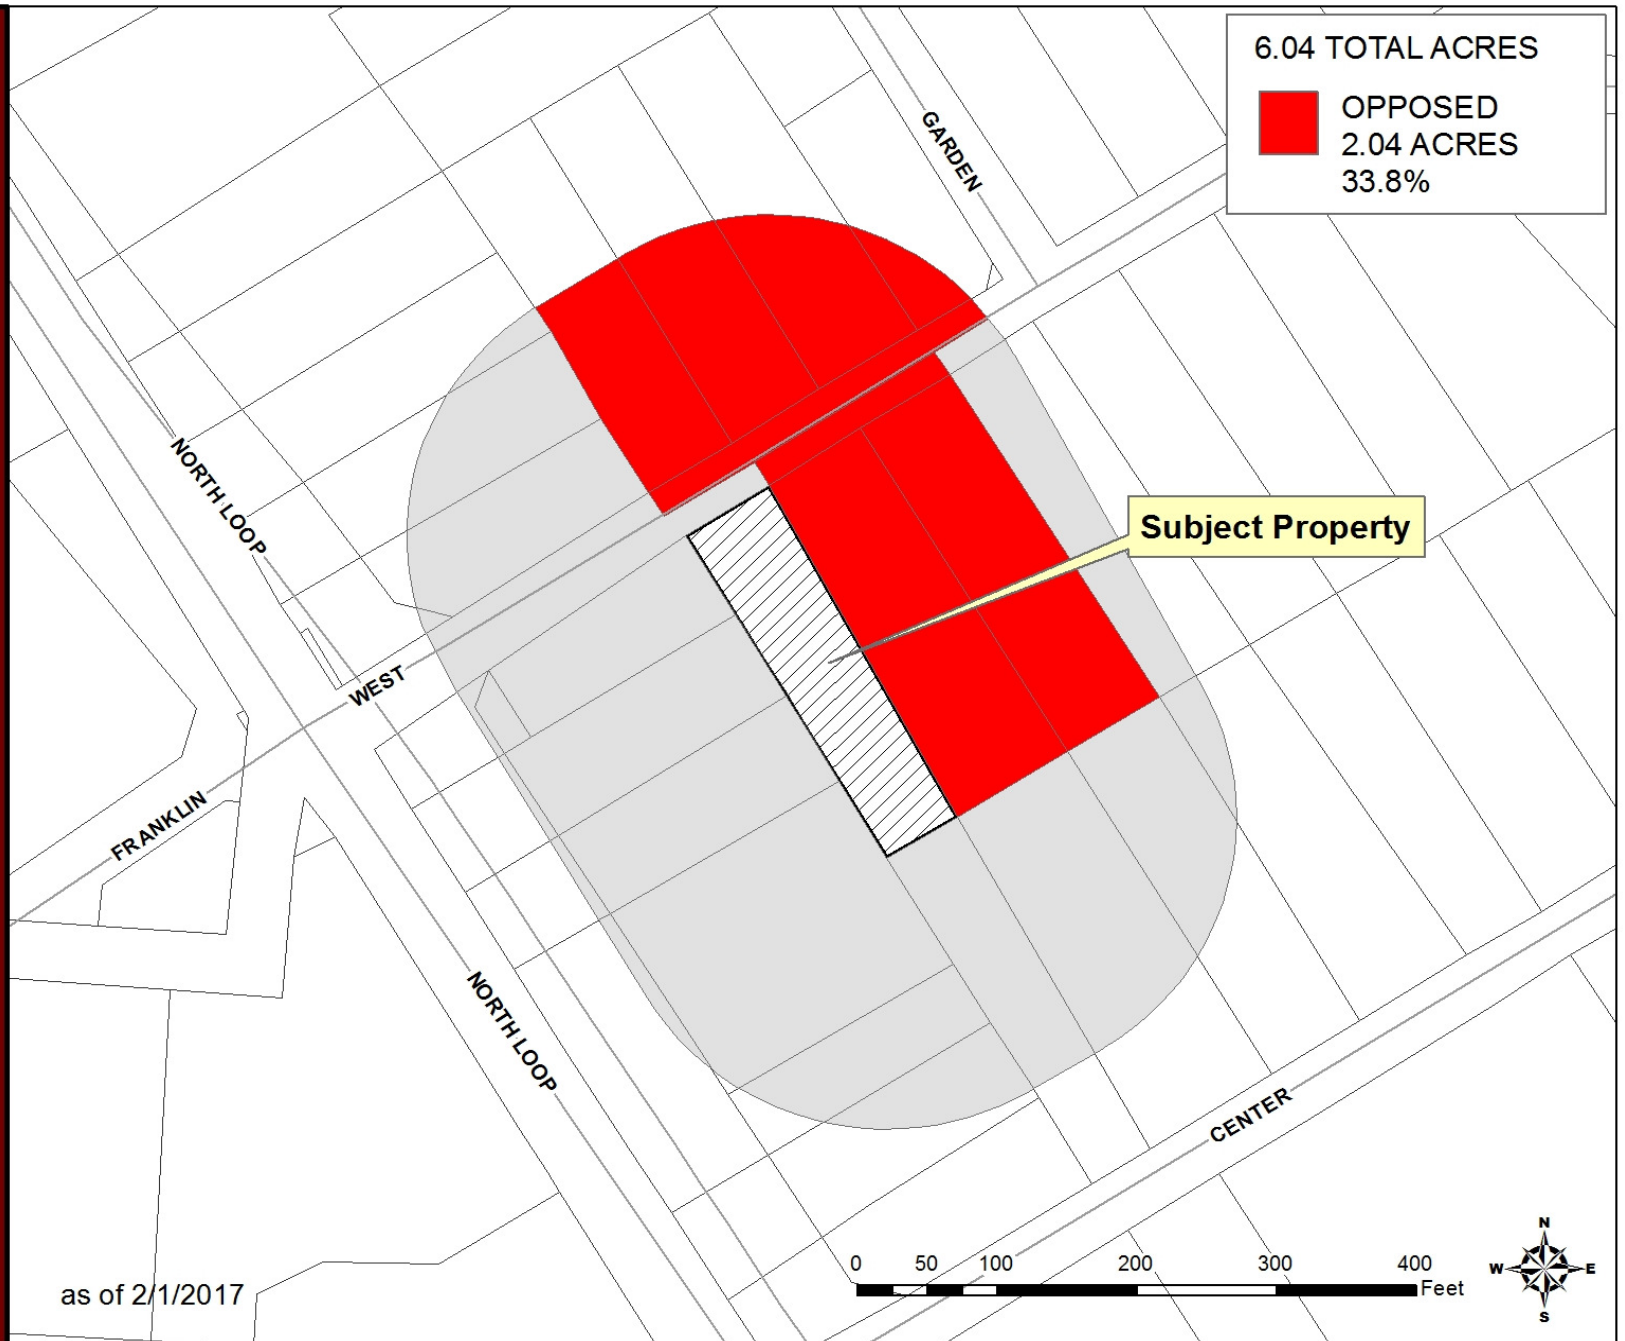 6.04 TOTAL ACRES
OPPOSED
2.04 ACRES
33.8%
GARDEN
NORTH LOOP
Subject Property
WEST
FRANKLIN
NORTH LOOP
CENTER
as of 2/1/2017
0 50 100 200 300 400
Feet
N
W E
S